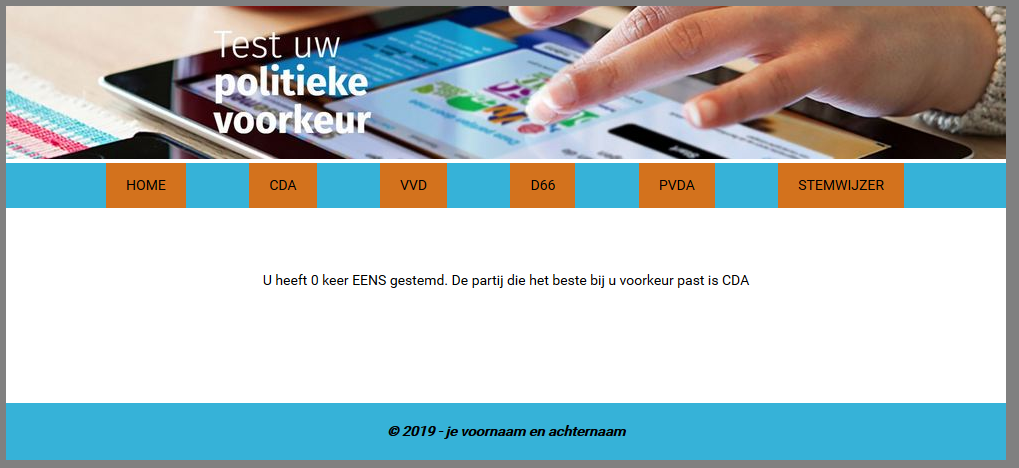 Test uw
politieke
voorkeur
HOME CDA VVD D66 PVDA STEMWIJZER
U heeft 0 keer EENS gestemd. De partij die het beste bij u voorkeur past is CDA
© 2019 - je voornaam en achternaam